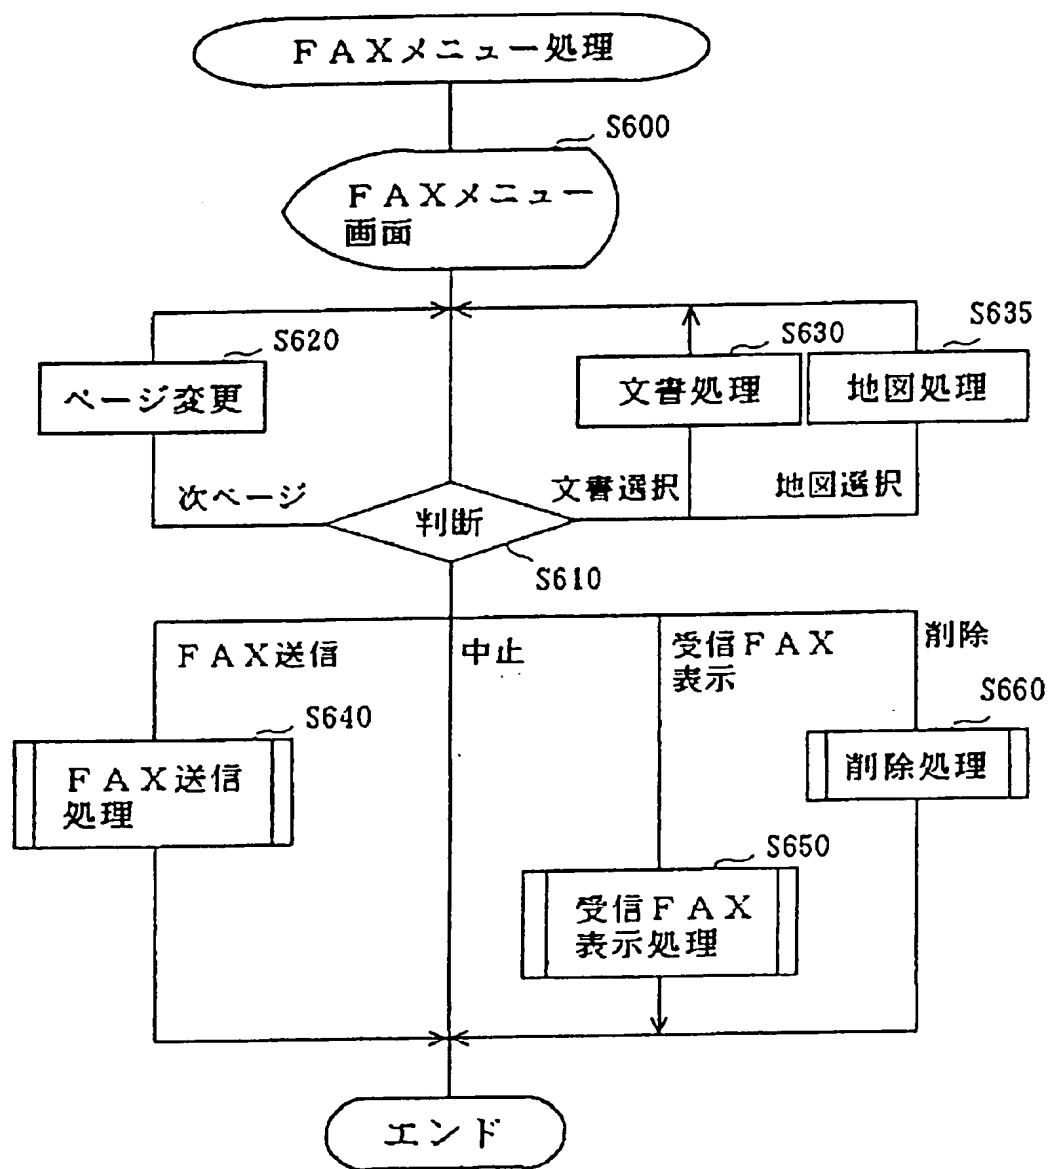 ＦＡＸメニュー処理
S600
ＦＡＸメニュー
画面
S620
ページ変更
S630
文書処理
S635
地図処理
次ページ
文書選択
地図選択
判断
S610
ＦＡＸ送信
中止
受信ＦＡＸ
表示
削除
S640
ＦＡＸ送信
処理
S660
削除処理
S650
受信ＦＡＸ
表示処理
エンド